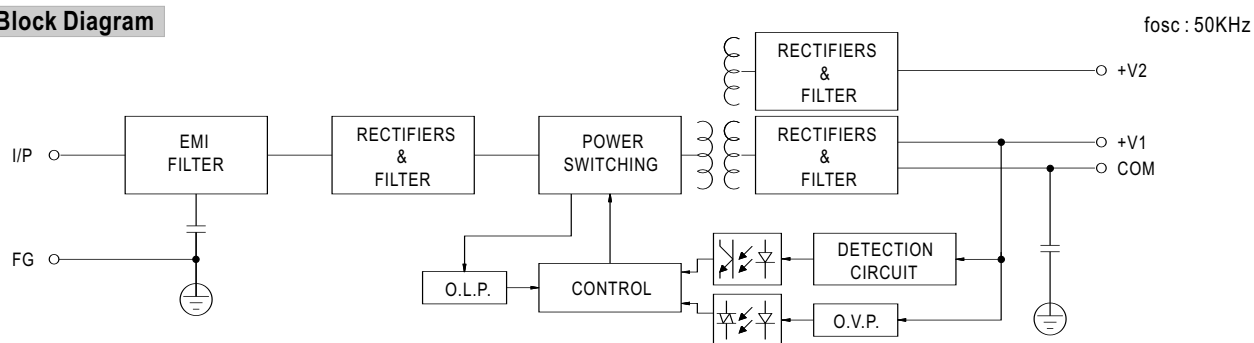 Block Diagram
fosc : 50KHz
RECTIFIERS
&
FILTER
+V2
I/P
EMI
FILTER
RECTIFIERS
&
FILTER
POWER
SWITCHING
RECTIFIERS
&
FILTER
+V1
COM
FG
O.L.P.
CONTROL
DETECTION
CIRCUIT
O.V.P.